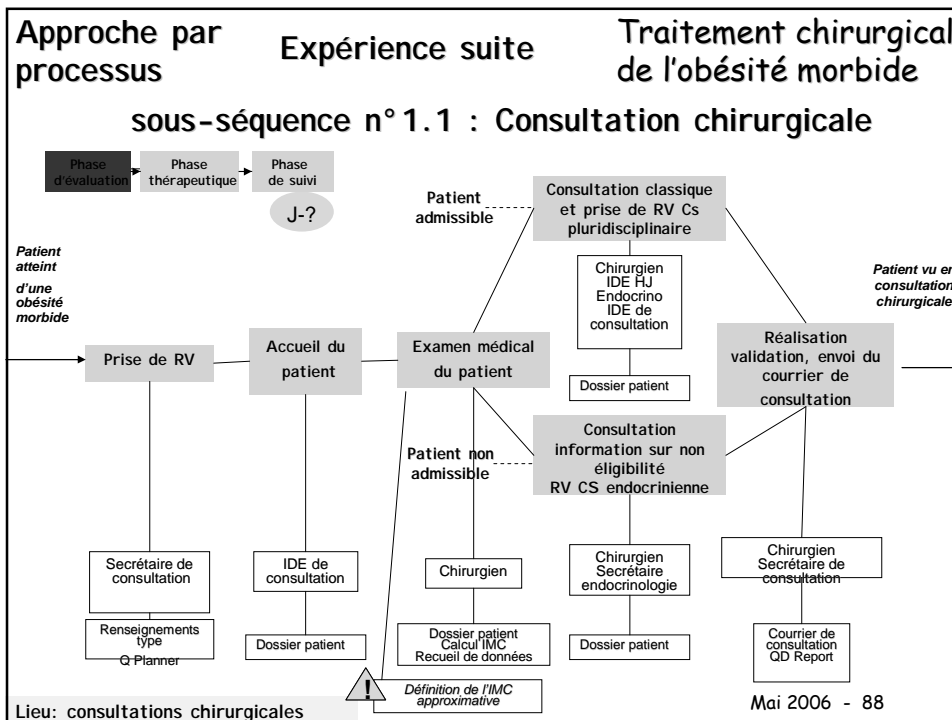 Approche par
processus
Expérience suite
Traitement chirurgical
de l'obésité morbide
sous-séquence n°1.1 : Consultation chirurgicale
Phase
d'évaluation
Phase
thérapeutique
Phase
de suivi
J-?
Patient
atteint
d'une
obésité
morbide
Patient
admissible
Consultation classique
et prise de RV Cs
pluridisciplinaire
Chirurgien
IDE HJ
Endocrino
IDE de
consultation
Dossier patient
Patient vu en
consultation
chirurgicale
Prise de RV
Accueil du
patient
Examen médical
du patient
Réalisation
validation, envoi du
courrier de
consultation
Patient non
admissible
Consultation
information sur non
éligibilité
RV CS endocrinienne
Secrétaire de
consultation
Renseignements
type
Q Planner
IDE de
consultation
Dossier patient
Chirurgien
Dossier patient
Calcul IMC
Recueil de données
Chirurgien
Secrétaire
endocrinologie
Dossier patient
Chirurgien
Secrétaire de
consultation
Courrier de
consultation
QD Report
!
Définition de l'IMC
approximative
Lieu: consultations chirurgicales
Mai 2006 - 88